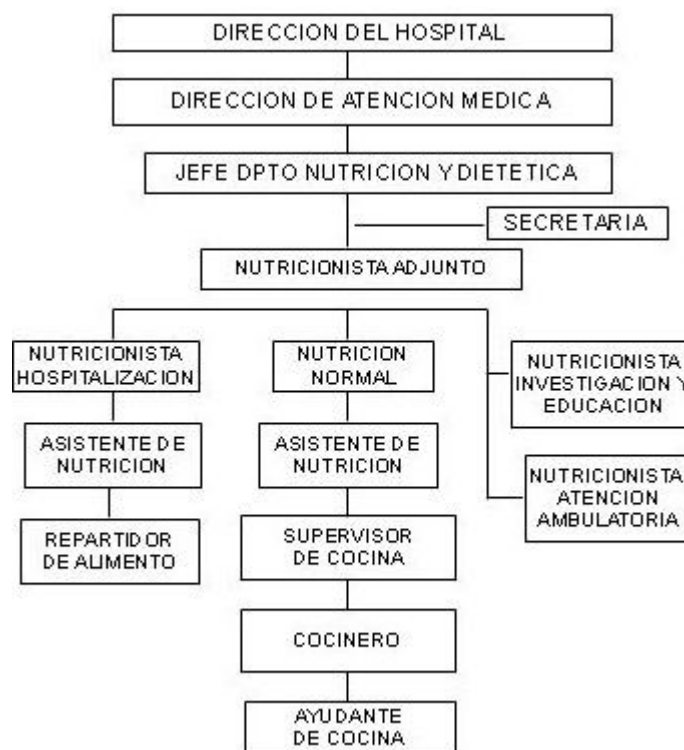 DIRECCION DEL HOSPITAL
DIRECCION DE ATENCION MEDICA
JEFE DPTO NUTRICION Y DIETETICA
SECRETARIA
NUTRICIONISTA ADJUNTO
NUTRICIONISTA
HOSPITALIZACION
NUTRICION
NORMAL
NUTRICIONISTA
INVESTIGACION Y
EDUCACION
ASISTENTE DE
NUTRICION
ASISTENTE DE
NUTRICION
NUTRICIONISTA
ATENCION
AMBULATORIA
REPARTIDOR
DE ALIMENTO
SUPERVISOR
DE COCINA
COCINERO
AYUDANTE
DE COCINA